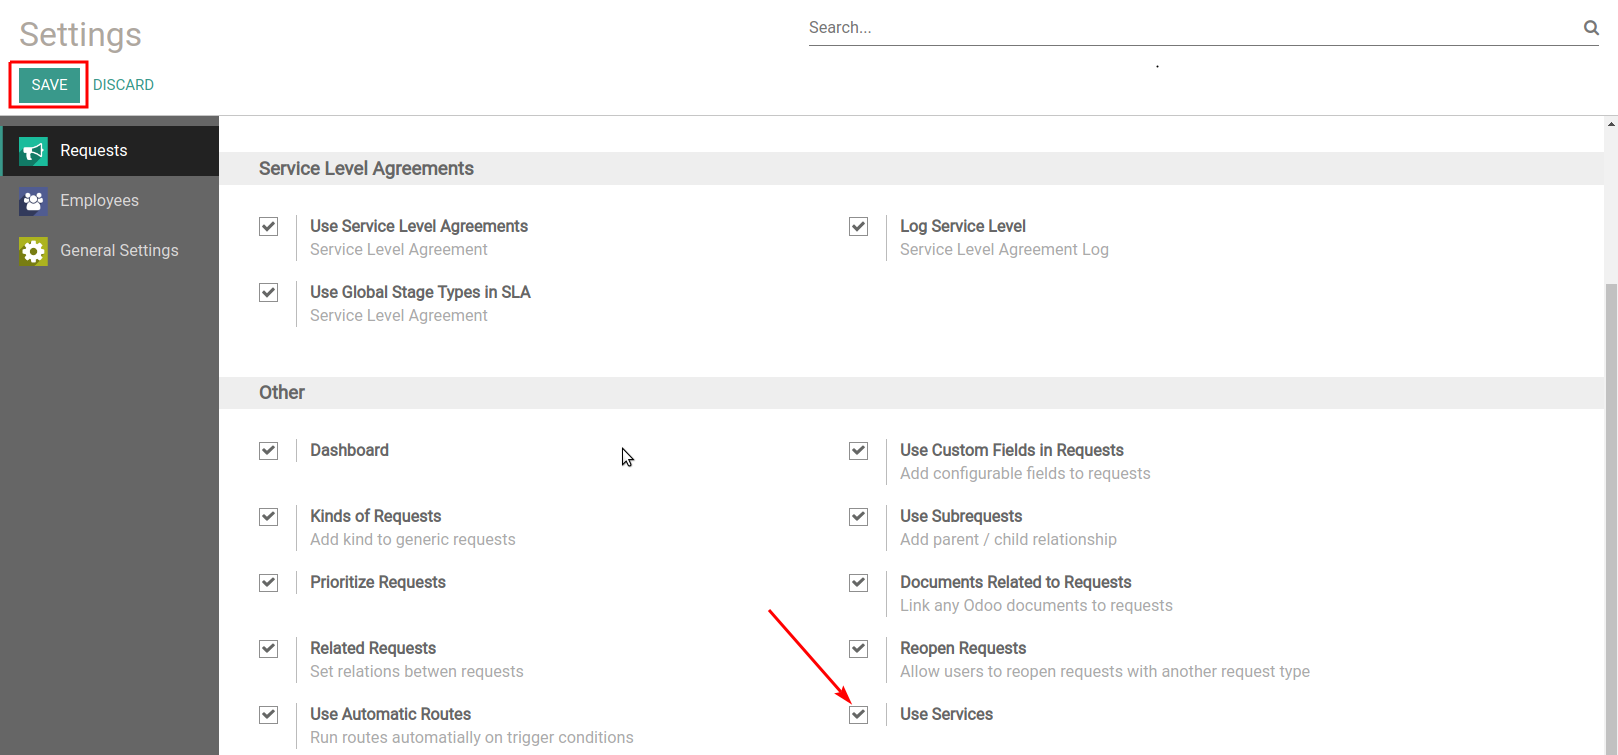 Settings
Search...
SAVE DISCARD
Requests
Employees
General Settings
Service Level Agreements
Use Service Level Agreements
Service Level Agreement
Log Service Level
Service Level Agreement Log
Use Global Stage Types in SLA
Service Level Agreement
Other
Dashboard
Use Custom Fields in Requests
Add configurable fields to requests
Kinds of Requests
Add kind to generic requests
Use Subrequests
Add parent / child relationship
Prioritize Requests
Documents Related to Requests
Link any Odoo documents to requests
Related Requests
Set relations betwen requests
Reopen Requests
Allow users to reopen requests with another request type
Use Automatic Routes
Run routes automatially on trigger conditions
Use Services